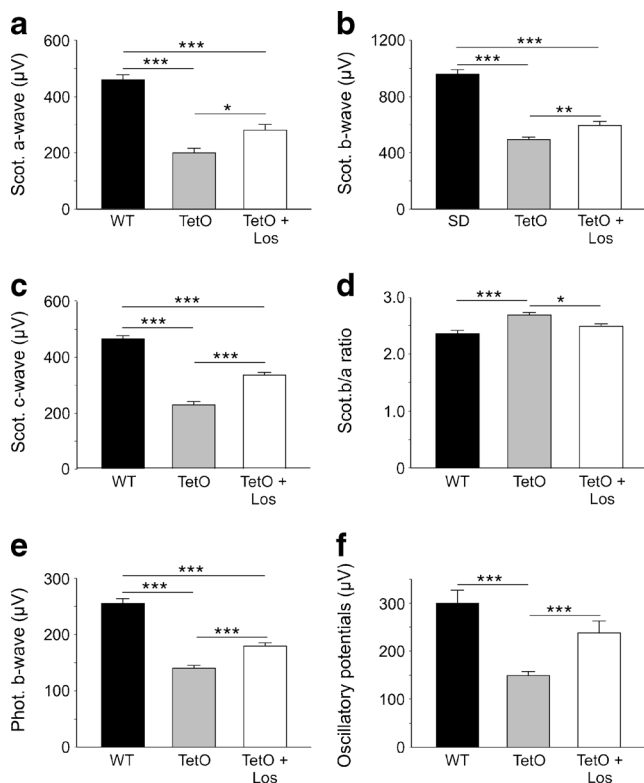 a
Scot. a-wave (µV)
600
400
200
0
***
***
*
WT
TetO
TetO +
Los
b
Scot. b-wave (µV)
1200
800
400
0
***
***
**
SD
TetO
TetO +
Los
c
Scot. c-wave (µV)
600
400
200
0
***
***
***
WT
TetO
TetO +
Los
d
Scot.b/a ratio
3.0
2.0
1.0
0
***
*
WT
TetO
TetO +
Los
e
Phot. b-wave (µV)
300
200
100
0
***
***
***
WT
TetO
TetO +
Los
f
Oscillatory potentials (µV)
300
200
100
0
***
***
WT
TetO
TetO +
Los